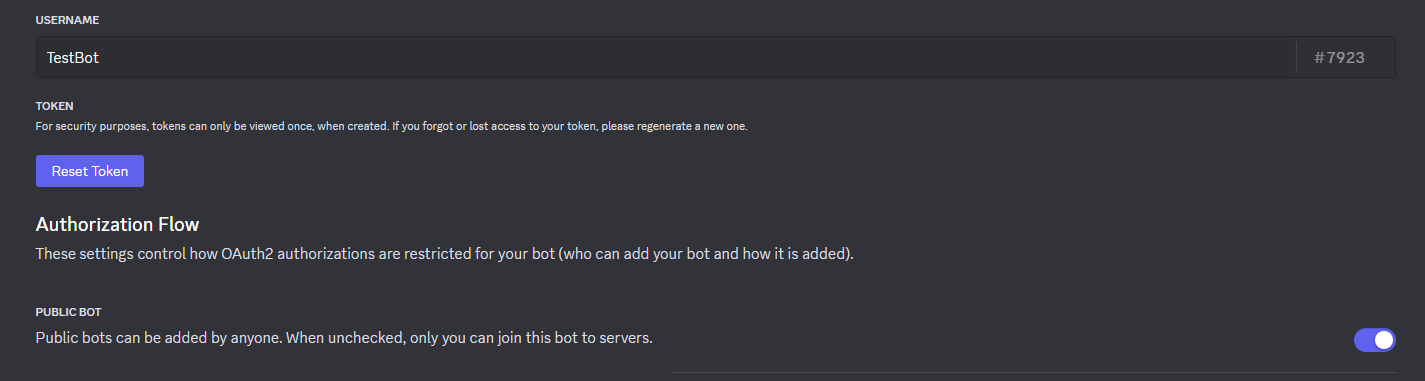 USERNAME
TestBot #7923
TOKEN
For security purposes, tokens can only be viewed once, when created. If you forgot or lost access to your token, please regenerate a new one.
Reset Token
Authorization Flow
These settings control how OAuth2 authorizations are restricted for your bot (who can add your bot and how it is added).
PUBLIC BOT
Public bots can be added by anyone. When unchecked, only you can join this bot to servers.